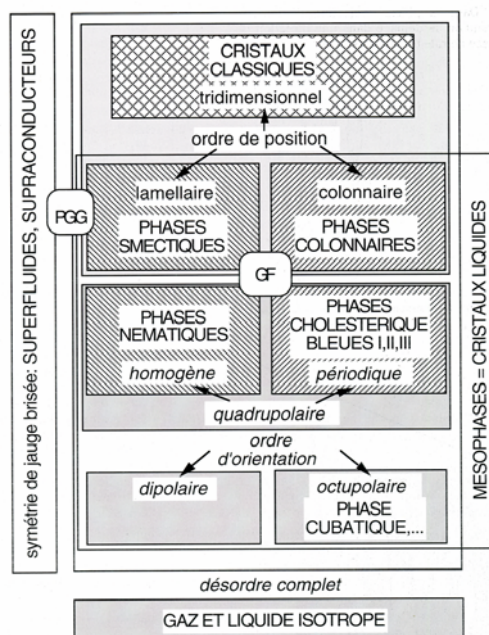 symétrie de jauge brisée: SUPERFLUIDES, SUPRACONDUCTEURS
CRISTAUX
CLASSIQUES
tridimensionnel
ordre de position
lamellaire
PHASES
SMECTIQUES
colonnaire
PHASES
COLONNAIRES
PGG
GF
PHASES
NEMATIQUES
homogène
PHASES
CHOLESTERIQUE
BLEUES I,II,III
périodique
quadrupolaire
ordre
d'orientation
dipolaire
octupolaire
PHASE
CUBATIQUE,...
MESOPHASES = CRISTAUX LIQUIDES
désordre complet
GAZ ET LIQUIDE ISOTROPE